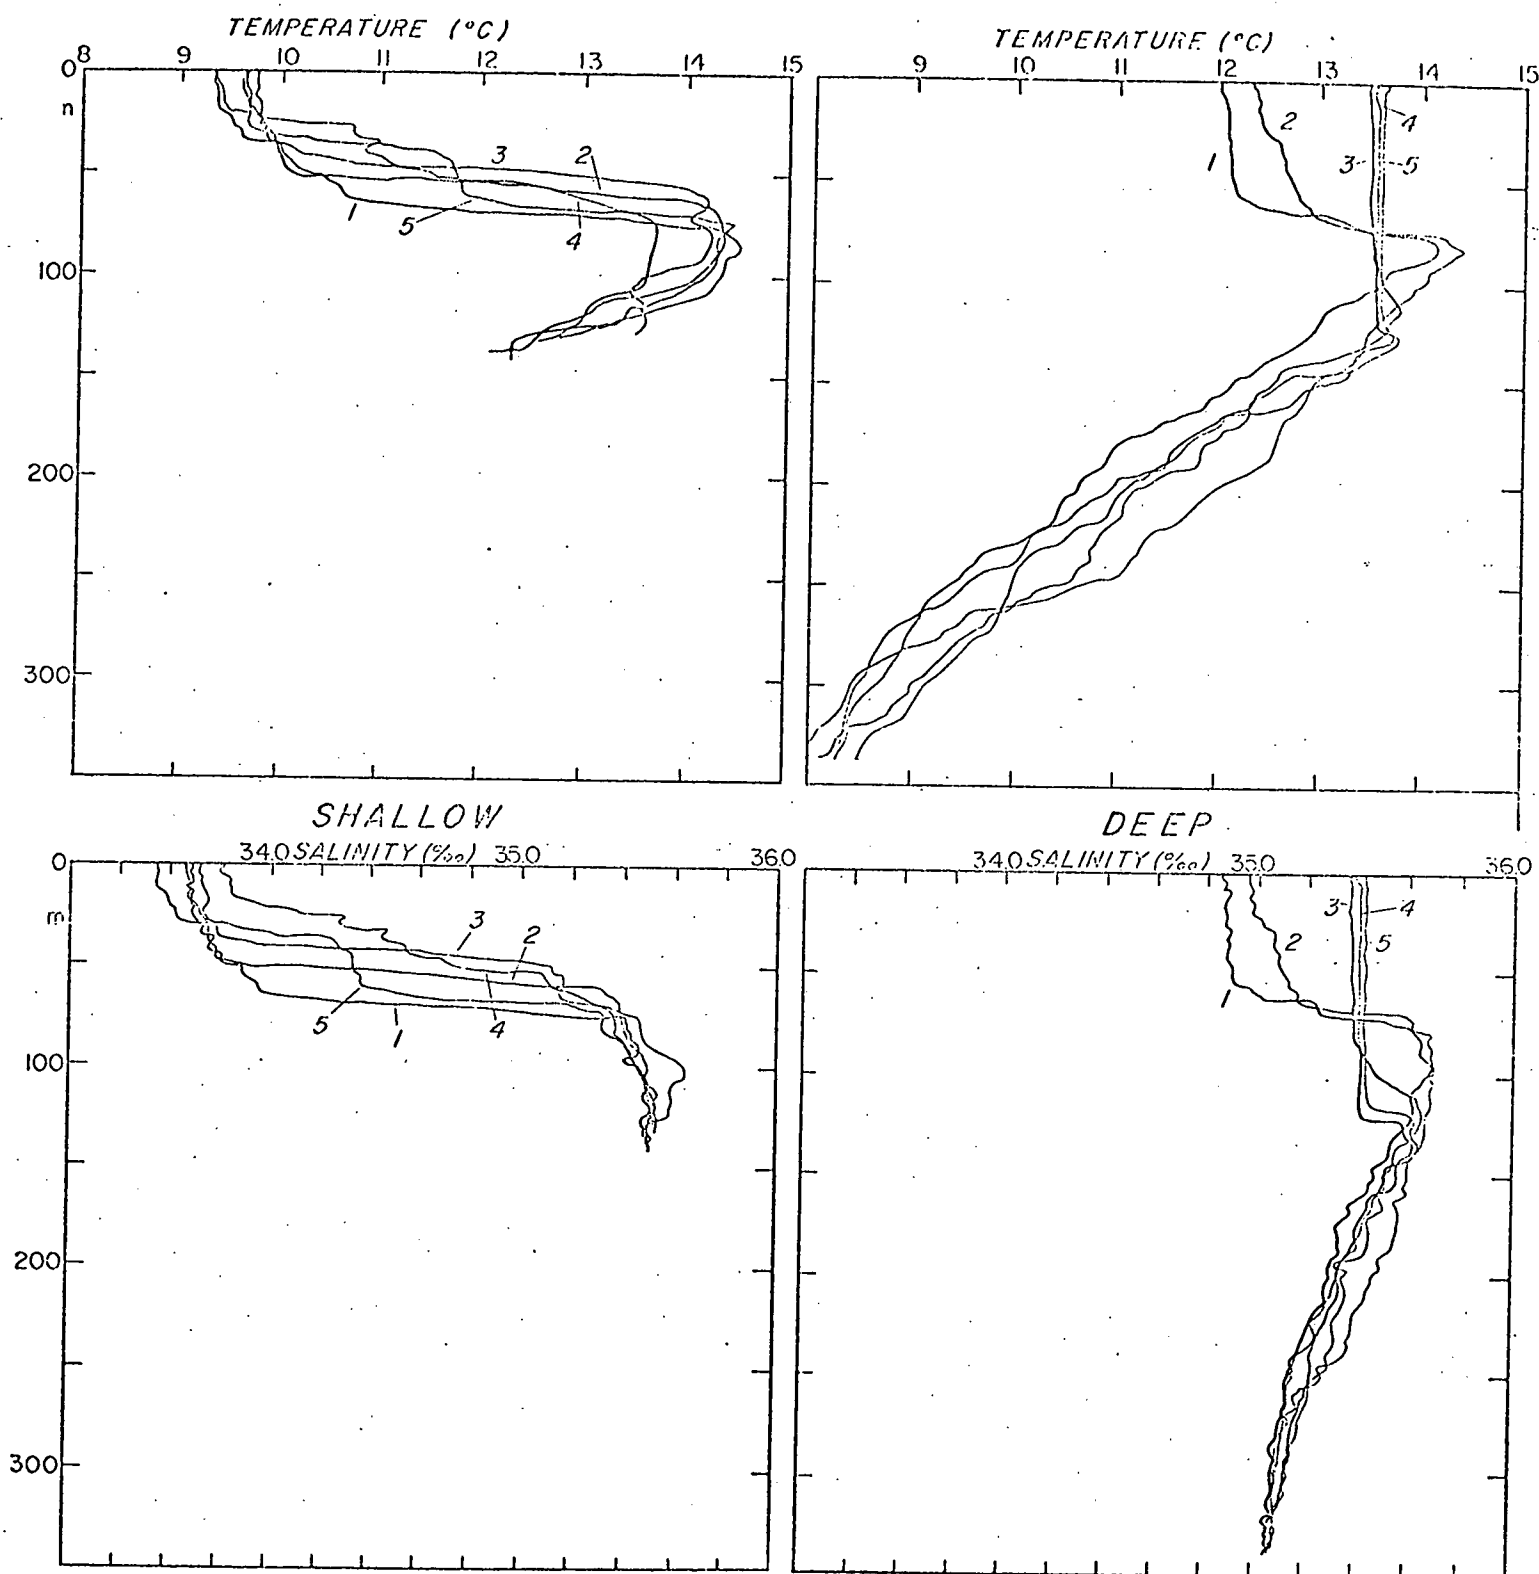 TEMPERATURE (°C)
8 9 10 11 12 13 14 15
0
n
100
200
300
3 2
1 5 4
TEMPERATURE (°C)
9 10 11 12 13 14 15
2 4
1 3 5
SHALLOW
34.0 SALINITY (‰) 35.0 36.0
0
m
100
200
300
3 2
5 1 4
DEEP
34.0 SALINITY (‰) 35.0 36.0
3 4
2 5
1